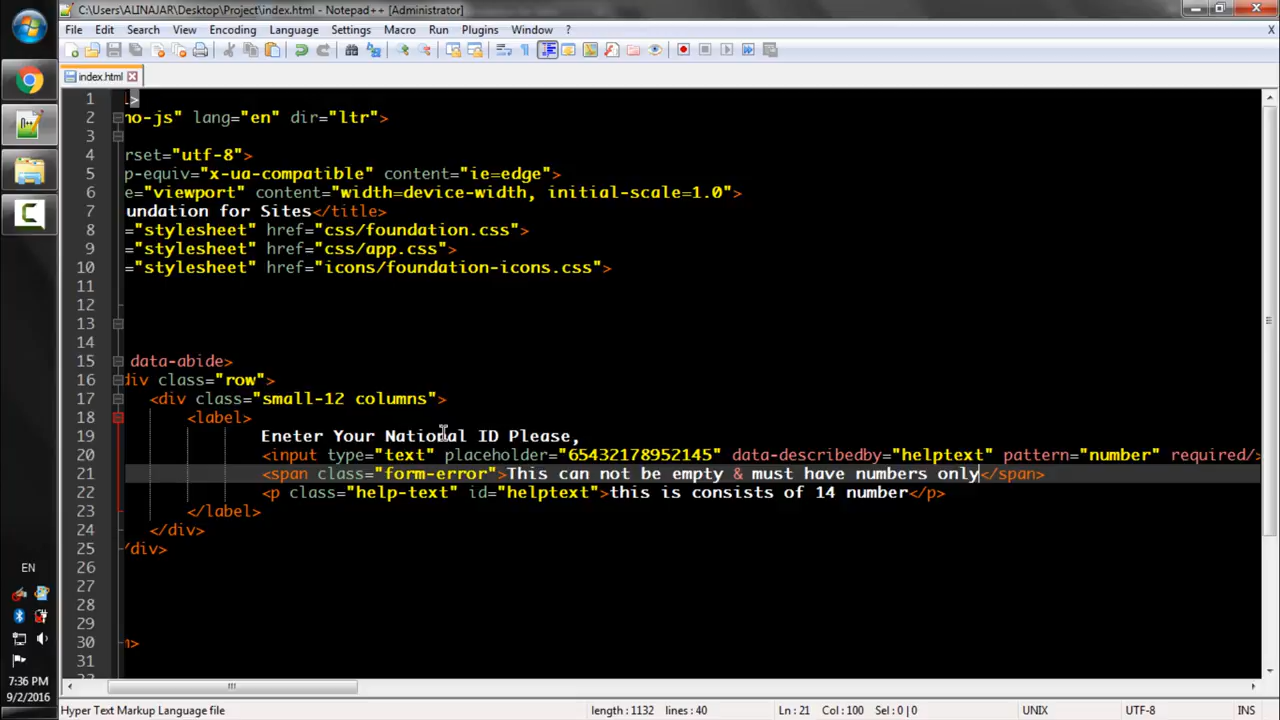 C:\Users\ALINAJAR\Desktop\Project\index.html - Notepad++ [Administrator]
File Edit Search View Encoding Language Settings Macro Run Plugins Window ? X
index.html
1 >
2 no-js" lang="en" dir="ltr">
3
4 rset="utf-8">
5 p-equiv="x-ua-compatible" content="ie=edge">
6 e="viewport" content="width=device-width, initial-scale=1.0">
7 undation for Sites</title>
8 ="stylesheet" href="css/foundation.css">
9 ="stylesheet" href="css/app.css">
10 ="stylesheet" href="icons/foundation-icons.css">
11
12
13
14
15 data-abide>
16 div class="row">
17 <div class="small-12 columns">
18 <label>
19 Eneter Your National ID Please,
20 <input type="text" placeholder="65432178952145" data-describedby="helptext" pattern="number" required/>
21 <span class="form-error">This can not be empty & must have numbers only</span>
22 <p class="help-text" id="helptext">this is consists of 14 number</p>
23 </label>
24 </div>
25 /div>
26
27
28
29
30 m>
31
EN
7:36 PM
9/2/2016
Hyper Text Markup Language file length : 1132 lines : 40 Ln : 21 Col : 100 Sel : 0 | 0 UNIX UTF-8 INS